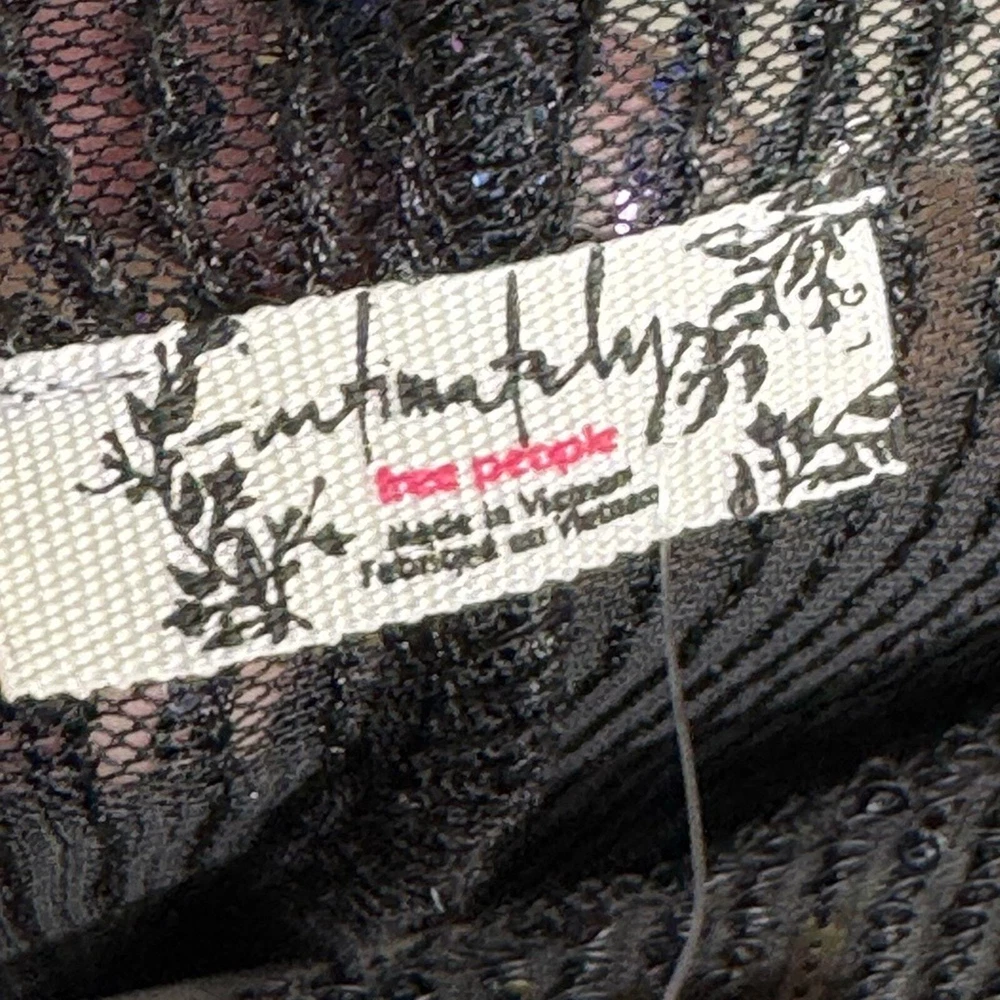 intimately
free people
Made in Vietnam
Fabriqué au Vietnam